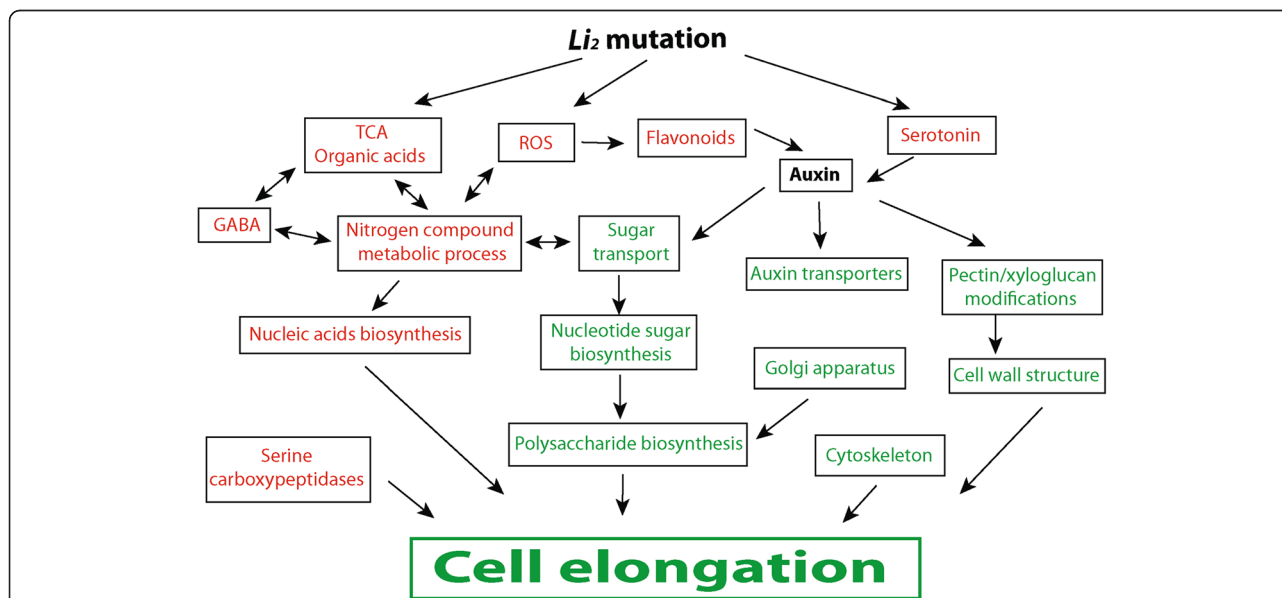 Li₂ mutation
TCA
Organic acids
ROS
Flavonoids
Serotonin
Auxin
GABA
Nitrogen compound
metabolic process
Sugar
transport
Auxin transporters
Pectin/xyloglucan
modifications
Nucleic acids biosynthesis
Nucleotide sugar
biosynthesis
Golgi apparatus
Cell wall structure
Polysaccharide biosynthesis
Cytoskeleton
Serine
carboxypeptidases
Cell elongation